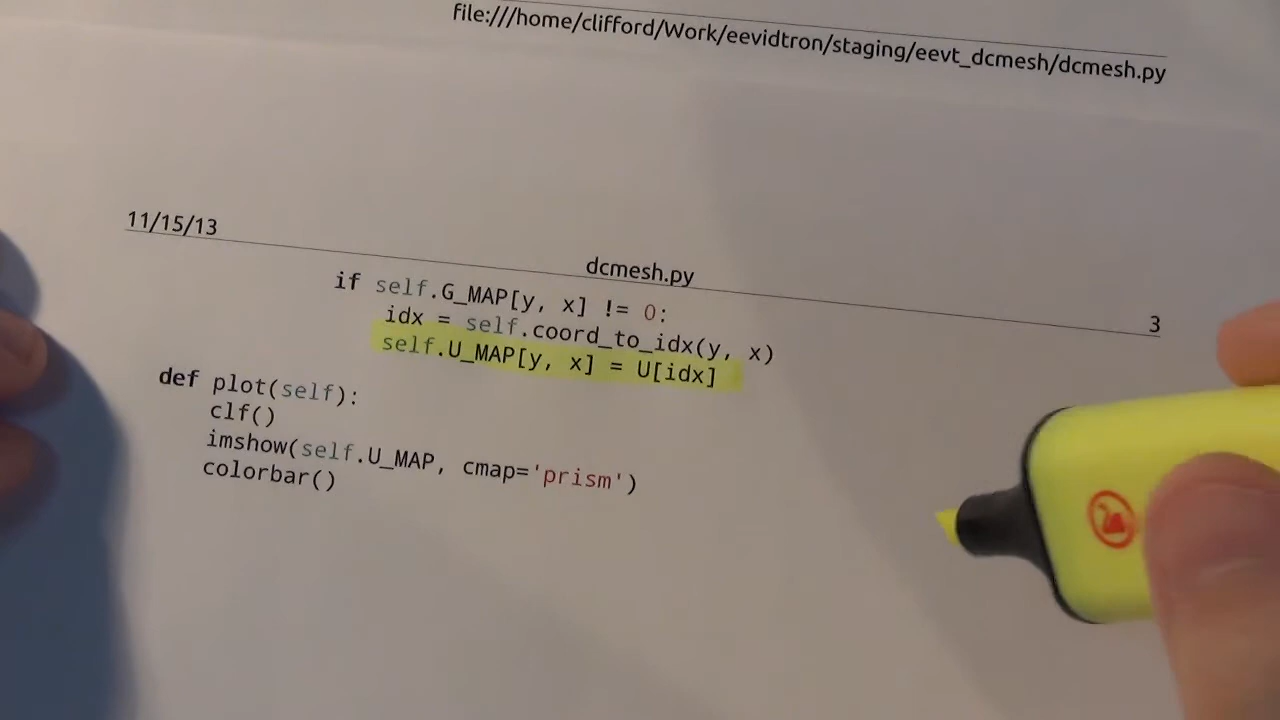 file:///home/clifford/Work/eevidtron/staging/eevt_dcmesh/dcmesh.py
11/15/13
dcmesh.py
3
if self.G_MAP[y, x] != 0:
idx = self.coord_to_idx(y, x)
self.U_MAP[y, x] = U[idx]
def plot(self):
clf()
imshow(self.U_MAP, cmap='prism')
colorbar()